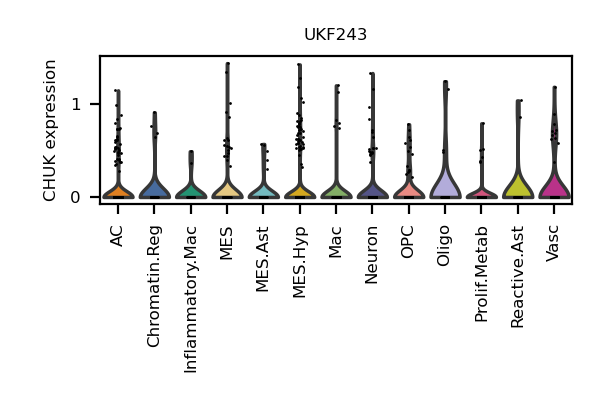 UKF243
CHUK expression
1
0
AC
Chromatin.Reg
Inflammatory.Mac
MES
MES.Ast
MES.Hyp
Mac
Neuron
OPC
Oligo
Prolif.Metab
Reactive.Ast
Vasc